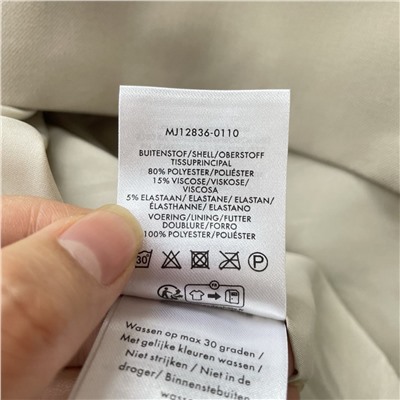 MJ12836-0110
BUITENSTOF/SHELL/OBERSTOFF
TISSUPRINCIPAL
80% POLYESTER/POLIÉSTER
15% VISCOSE/VISKOSE/
VISCOSA
5% ELASTAAN/ELASTANE/ELASTAN/
ÉLASTHANNE/ELASTANO
VOERING/LINING/FUTTER
DOUBLURE/FORRO
100% POLYESTER/POLIÉSTER
30
P
Wassen op max 30 graden/
Met gelijke kleuren wassen/
Niet strijken/ Niet in de
droger/ Binnenstebuiten